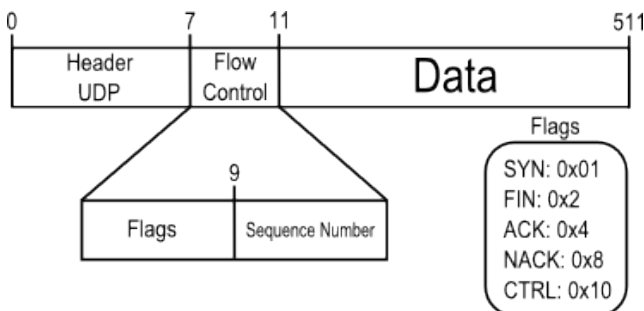 0 7 11 511
Header
UDP
Flow
Control
Data
9
Flags
Sequence Number
Flags
SYN: 0x01
FIN: 0x2
ACK: 0x4
NACK: 0x8
CTRL: 0x10